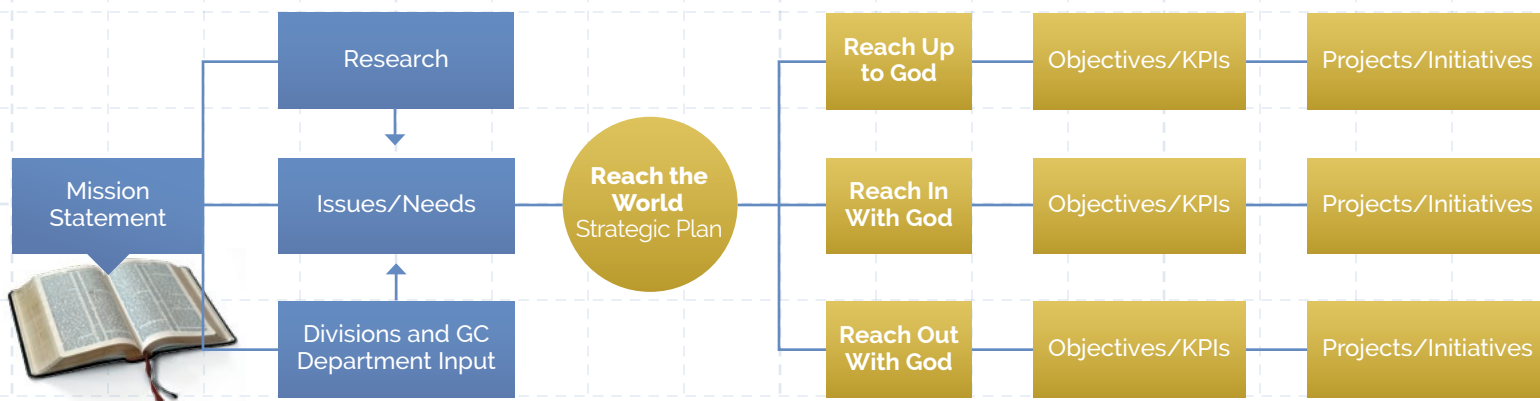 Mission
Statement
Research
Issues/Needs
Divisions and GC
Department Input
Reach the
World
Strategic Plan
Reach Up
to God
Objectives/KPIs
Projects/Initiatives
Reach In
With God
Objectives/KPIs
Projects/Initiatives
Reach Out
With God
Objectives/KPIs
Projects/Initiatives